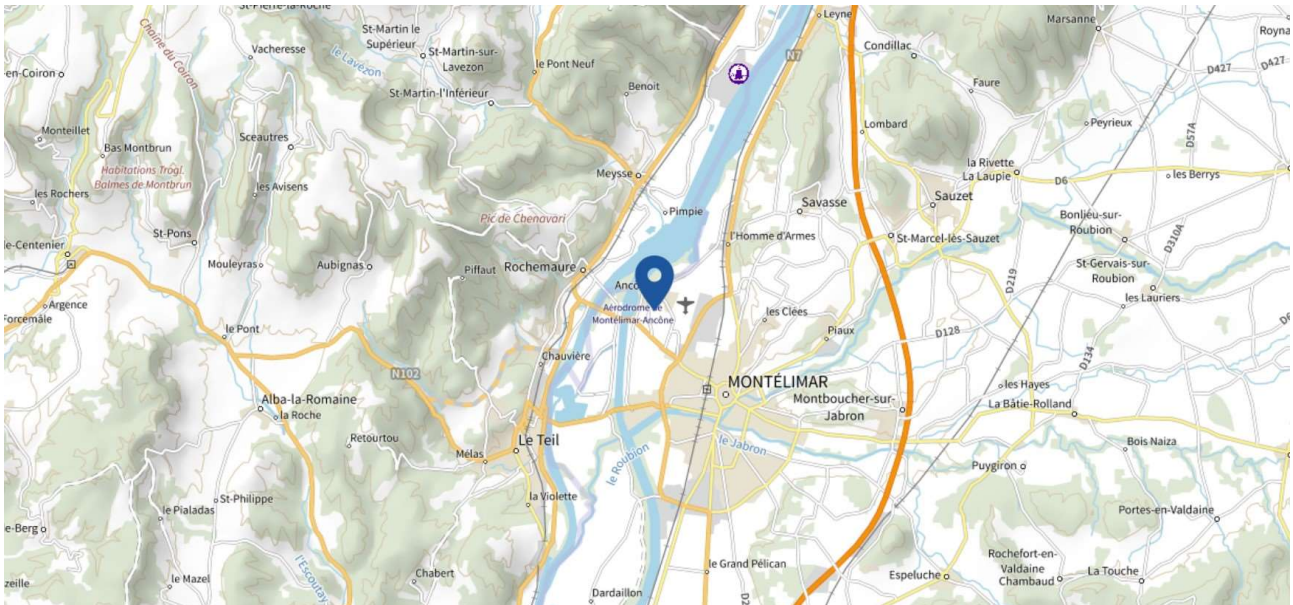 St-Pierre-la-Roche
Chaîne du Coiron
Vacheresse
St-Martin le
Supérieur
le Lavézon
St-Martin-sur-
Lavezon
le Pont Neuf
St-Martin-l'Inférieur
Benoit
N7
Leyne
Condillac
Marsanne
Royna
D427
D427
Faure
-en-Coiron
Monteillet
Bas Montbrun
Sceautres
Habitations Trogl.
Balmes de Montbrun
les Rochers
les Avisens
Meysse
Pimpie
Pic de Chenavari
Lombard
Peyrieux
D57A
la Rivette
La Laupie
D6
les Berrys
Savasse
Sauzet
l'Homme d'Armes
St-Marcel-lès-Sauzet
Bonlieu-sur-
Roubion
D310A
le-Centenier
St-Pons
Mouleyras
Aubignas
Piffaut
Rochemaure
D219
St-Gervais-sur-
Roubion
les Lauriers
Argence
Forcemâle
le Pont
Aérodrome de
Montélimar-Ancône
les Clées
Piaux
D128
D134
Chauvière
N102
MONTÉLIMAR
les Hayes
Alba-la-Romaine
la Roche
Montboucher-sur-
Jabron
La Bâtie-Rolland
Retourtou
Le Teil
le Jabron
Mélas
le Roubion
Bois Naiza
Puygiron
St-Philippe
la Violette
le Pialadas
Portes-en-Valdaine
e-Berg
l'Escoutay
le Mazel
Chabert
le Grand Pélican
Rochefort-en-
Valdaine
Chambaud
Espeluche
La Touche
Dardaillon